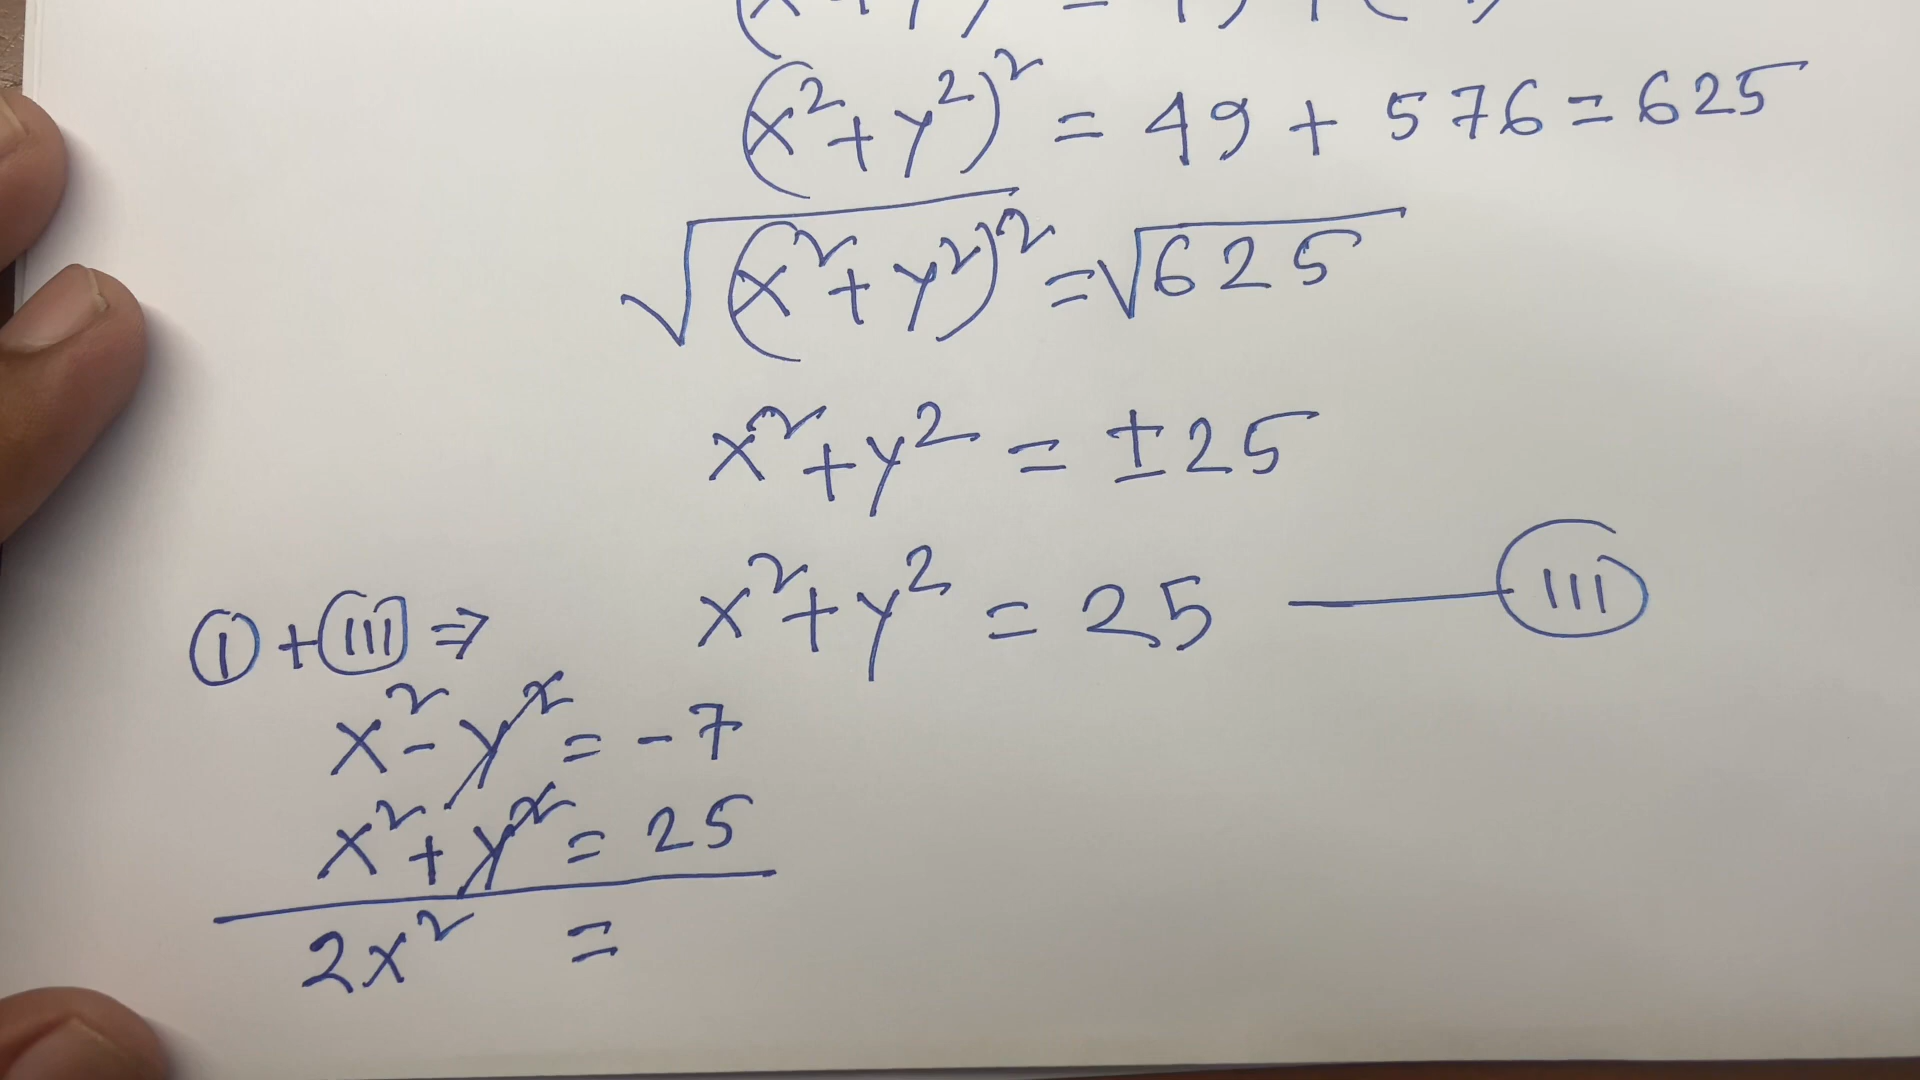 (x²+y²)² = 49 + 576 = 625
√(x²+y²)² = √625
x²+y² = ±25
x²+y² = 25 —— (III)
(I) + (III) ⇒
x²-y² = -7
x²+y² = 25
2x² =